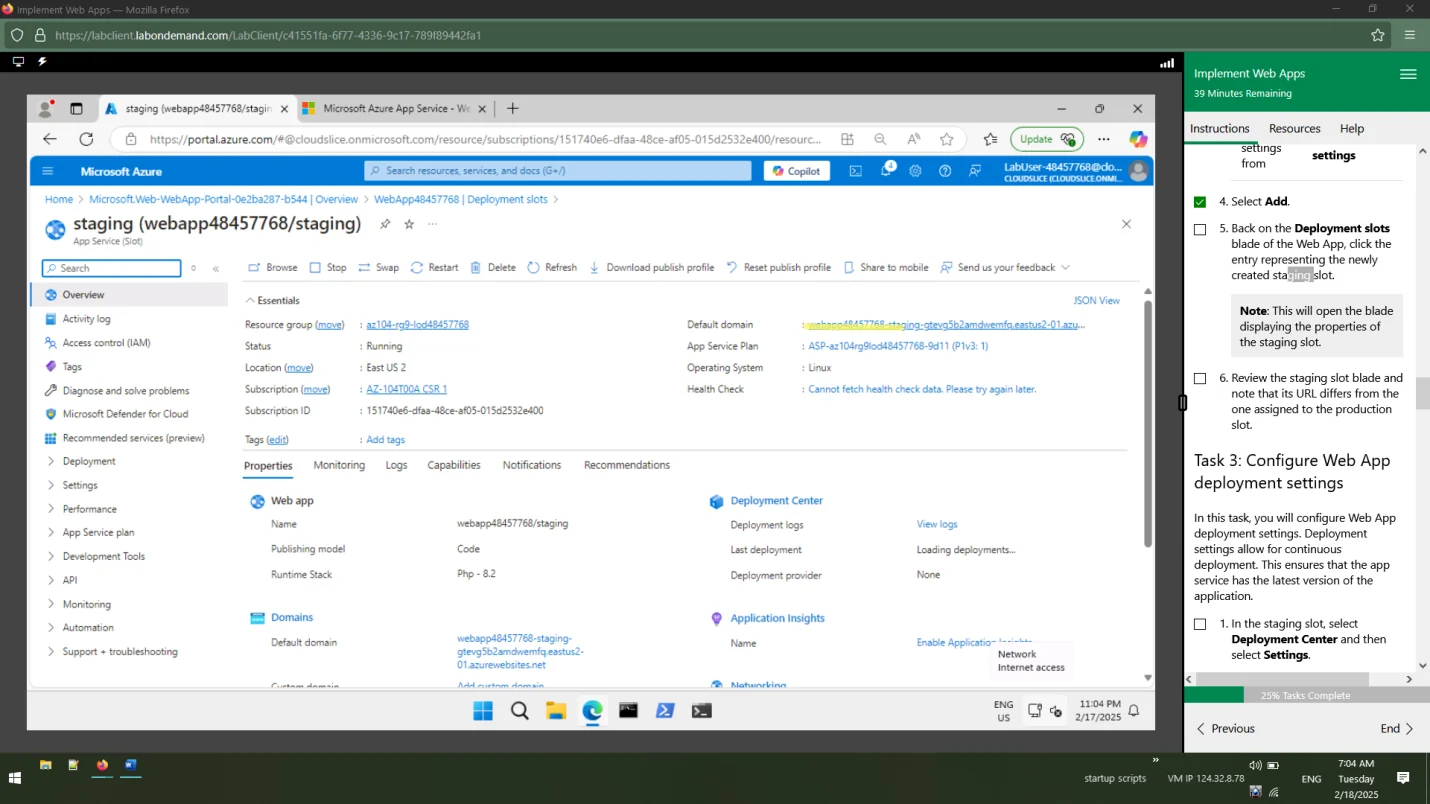 Implement Web Apps — Mozilla Firefox
https://labclient.labondemand.com/LabClient/c41551fa-6f77-4336-9c17-789f89442fa1
staging (webapp48457768/stagin
Microsoft Azure App Service - We
https://portal.azure.com/#@cloudslice.onmicrosoft.com/resource/subscriptions/151740e6-dfaa-48ce-af05-015d2532e400/resourc...
Update
Microsoft Azure
Search resources, services, and docs (G+/)
Copilot
4
LabUser-48457768@clo...
CLOUDSLICE (CLOUDSLICE.ONMI...
Home > Microsoft.Web-WebApp-Portal-0e2ba287-b544 | Overview > WebApp48457768 | Deployment slots >
staging (webapp48457768/staging)
App Service (Slot)
Search
Browse
Stop
Swap
Restart
Delete
Refresh
Download publish profile
Reset publish profile
Share to mobile
Send us your feedback
Overview
Activity log
Access control (IAM)
Tags
Diagnose and solve problems
Microsoft Defender for Cloud
Recommended services (preview)
Deployment
Settings
Performance
App Service plan
Development Tools
API
Monitoring
Automation
Support + troubleshooting
Essentials
JSON View
Resource group (move) : az104-rg9-lod48457768
Status : Running
Location (move) : East US 2
Subscription (move) : AZ-104T00A CSR 1
Subscription ID : 151740e6-dfaa-48ce-af05-015d2532e400
Tags (edit) : Add tags
Default domain : webapp48457768-staging-gtevg5b2amdwemfq.eastus2-01.azu...
App Service Plan : ASP-az104rg9lod48457768-9d11 (P1v3: 1)
Operating System : Linux
Health Check : Cannot fetch health check data. Please try again later.
Properties
Monitoring
Logs
Capabilities
Notifications
Recommendations
Web app
Name webapp48457768/staging
Publishing model Code
Runtime Stack Php - 8.2
Domains
Default domain webapp48457768-staging-
gtevg5b2amdwemfq.eastus2-
01.azurewebsites.net
Custom domain Add custom domain
Deployment Center
Deployment logs View logs
Last deployment Loading deployments...
Deployment provider None
Application Insights
Name Enable Application Insights
Networking
Network
Internet access
ENG
US
11:04 PM
2/17/2025
Implement Web Apps
39 Minutes Remaining
Instructions
Resources
Help
settings
from
settings
4. Select Add.
5. Back on the Deployment slots
blade of the Web App, click the
entry representing the newly
created staging slot.
Note: This will open the blade
displaying the properties of
the staging slot.
6. Review the staging slot blade and
note that its URL differs from the
one assigned to the production
slot.
Task 3: Configure Web App
deployment settings
In this task, you will configure Web App
deployment settings. Deployment
settings allow for continuous
deployment. This ensures that the app
service has the latest version of the
application.
1. In the staging slot, select
Deployment Center and then
select Settings.
25% Tasks Complete
Previous
End
startup scripts
»
VM IP 124.32.8.78
ENG
7:04 AM
Tuesday
2/18/2025